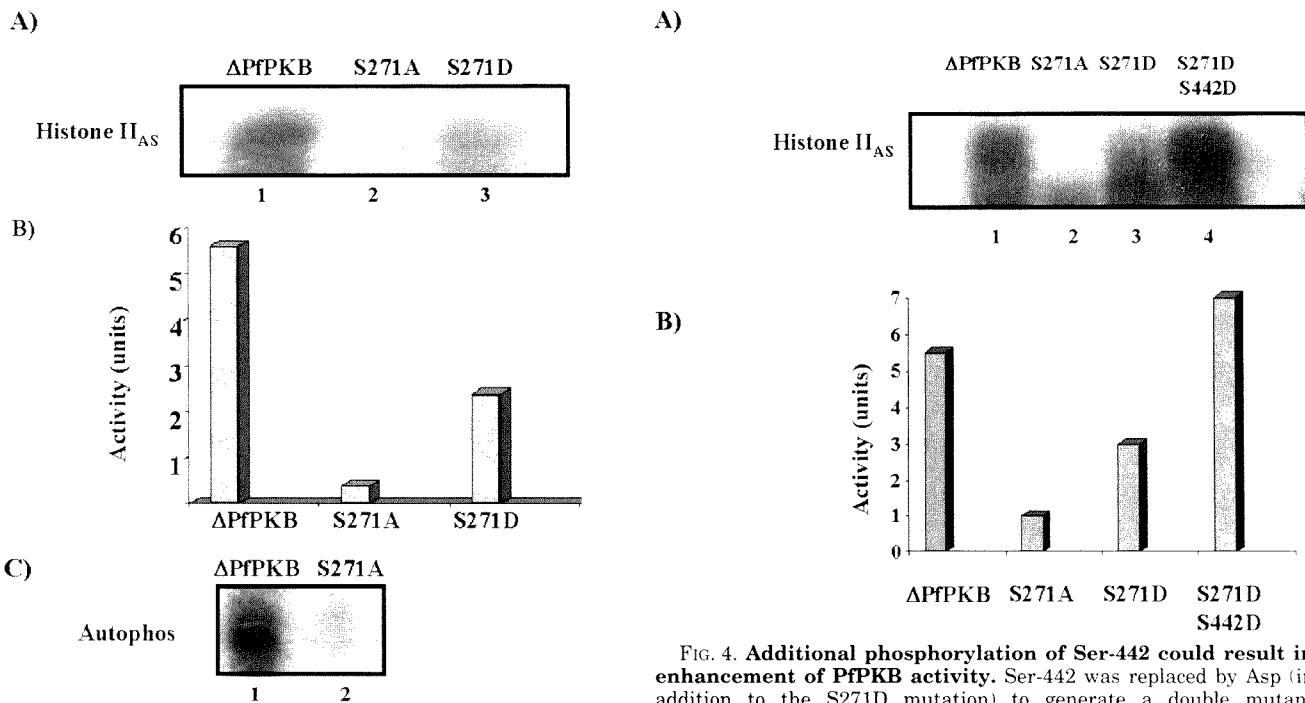 A)
ΔPfPKB S271A S271D
Histone II_AS
1 2 3
B)
6
5
4
3
2
1
Activity (units)
ΔPfPKB S271A S271D
C)
ΔPfPKB S271A
Autophos
1 2
A)
ΔPfPKB S271A S271D S271D
S442D
Histone II_AS
1 2 3 4
B)
7
6
5
3
2
1
0
Activity (units)
ΔPfPKB S271A S271D S271D
S442D
FIG. 4. Additional phosphorylation of Ser-442 could result in
enhancement of PfPKB activity. Ser-442 was replaced by Asp (in
addition to the S271D mutation) to generate a double mutant